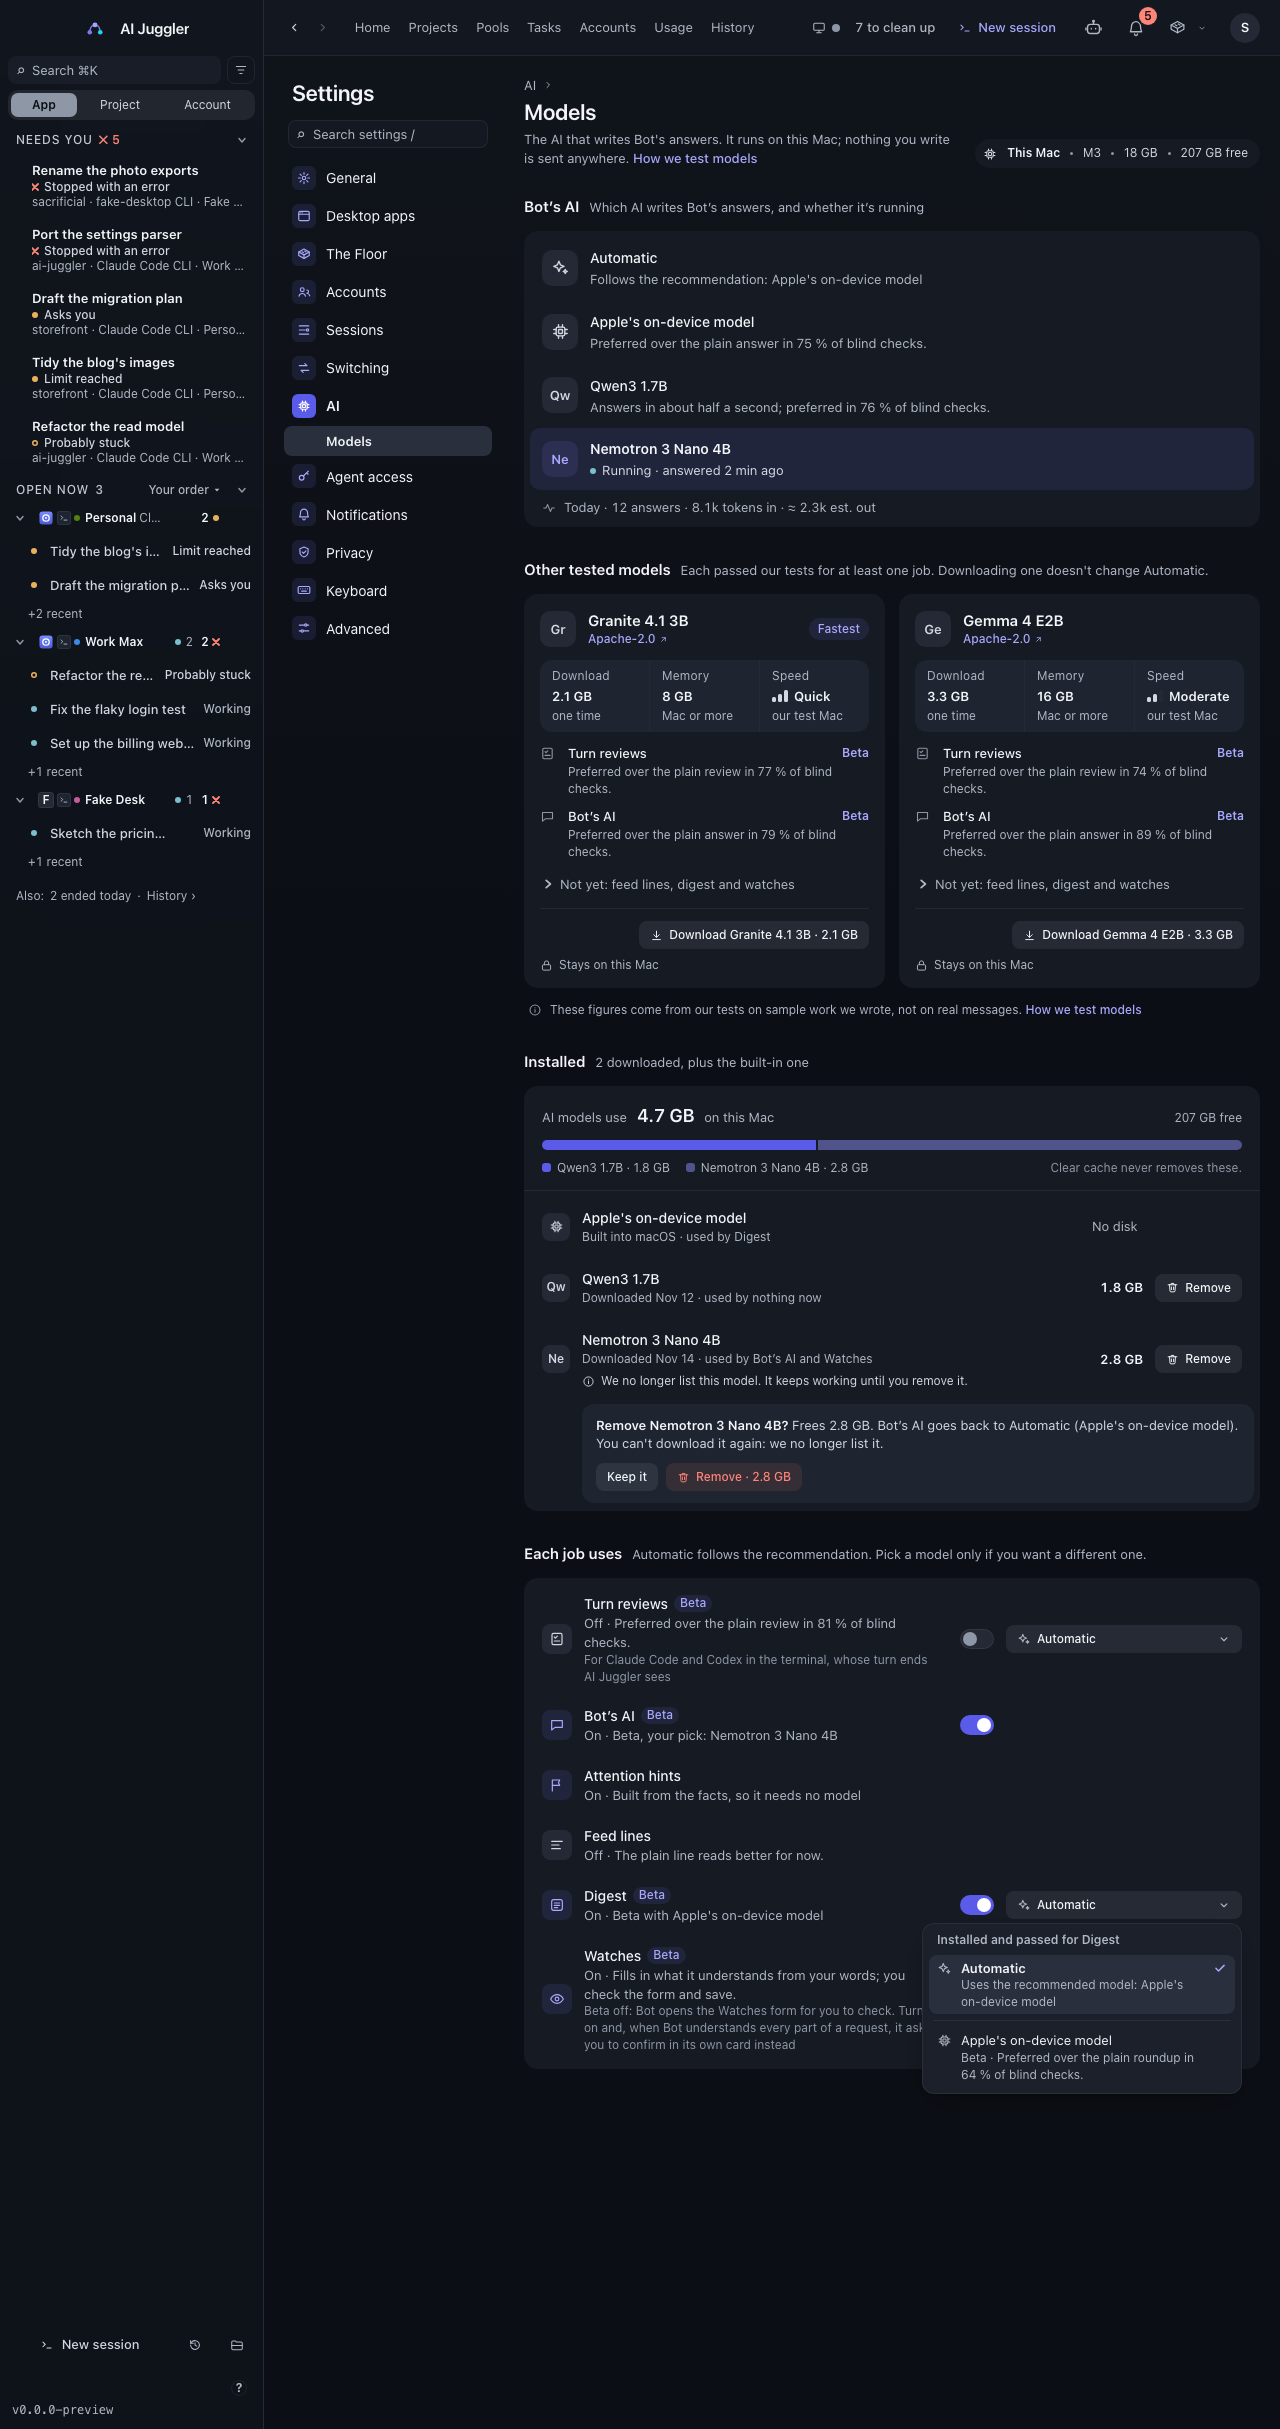 AI Juggler
Search ⌘K
App
Project
Account
NEEDS YOU 5
Rename the photo exports
Stopped with an error
sacrificial · fake-desktop CLI · Fake …
Port the settings parser
Stopped with an error
ai-juggler · Claude Code CLI · Work …
Draft the migration plan
Asks you
storefront · Claude Code CLI · Perso…
Tidy the blog's images
Limit reached
storefront · Claude Code CLI · Perso…
Refactor the read model
Probably stuck
ai-juggler · Claude Code CLI · Work …
OPEN NOW 3
Your order
Personal Cl…
2
Tidy the blog's i…
Limit reached
Draft the migration p…
Asks you
+2 recent
Work Max
2
2
Refactor the re…
Probably stuck
Fix the flaky login test
Working
Set up the billing web…
Working
+1 recent
F
Fake Desk
1
1
Sketch the pricin…
Working
+1 recent
Also: 2 ended today · History ›
New session
?
v0.0.0-preview
Home
Projects
Pools
Tasks
Accounts
Usage
History
7 to clean up
New session
5
S
Settings
Search settings /
General
Desktop apps
The Floor
Accounts
Sessions
Switching
AI
Models
Agent access
Notifications
Privacy
Keyboard
Advanced
AI ›
Models
The AI that writes Bot's answers. It runs on this Mac; nothing you write
is sent anywhere. How we test models
This Mac • M3 • 18 GB • 207 GB free
Bot’s AI
Which AI writes Bot’s answers, and whether it’s running
Automatic
Follows the recommendation: Apple's on-device model
Apple's on-device model
Preferred over the plain answer in 75 % of blind checks.
Qw
Qwen3 1.7B
Answers in about half a second; preferred in 76 % of blind checks.
Ne
Nemotron 3 Nano 4B
Running · answered 2 min ago
Today · 12 answers · 8.1k tokens in · ≈ 2.3k est. out
Other tested models
Each passed our tests for at least one job. Downloading one doesn't change Automatic.
Gr
Granite 4.1 3B
Apache-2.0 ↗
Fastest
Download
2.1 GB
one time
Memory
8 GB
Mac or more
Speed
Quick
our test Mac
Turn reviews
Beta
Preferred over the plain review in 77 % of blind
checks.
Bot’s AI
Beta
Preferred over the plain answer in 79 % of blind
checks.
Not yet: feed lines, digest and watches
Download Granite 4.1 3B · 2.1 GB
Stays on this Mac
Ge
Gemma 4 E2B
Apache-2.0 ↗
Download
3.3 GB
one time
Memory
16 GB
Mac or more
Speed
Moderate
our test Mac
Turn reviews
Beta
Preferred over the plain review in 74 % of blind
checks.
Bot’s AI
Beta
Preferred over the plain answer in 89 % of blind
checks.
Not yet: feed lines, digest and watches
Download Gemma 4 E2B · 3.3 GB
Stays on this Mac
These figures come from our tests on sample work we wrote, not on real messages. How we test models
Installed
2 downloaded, plus the built-in one
AI models use 4.7 GB on this Mac
207 GB free
Qwen3 1.7B · 1.8 GB
Nemotron 3 Nano 4B · 2.8 GB
Clear cache never removes these.
Apple's on-device model
Built into macOS · used by Digest
No disk
Qw
Qwen3 1.7B
Downloaded Nov 12 · used by nothing now
1.8 GB
Remove
Ne
Nemotron 3 Nano 4B
Downloaded Nov 14 · used by Bot’s AI and Watches
We no longer list this model. It keeps working until you remove it.
2.8 GB
Remove
Remove Nemotron 3 Nano 4B? Frees 2.8 GB. Bot’s AI goes back to Automatic (Apple's on-device model).
You can't download it again: we no longer list it.
Keep it
Remove · 2.8 GB
Each job uses
Automatic follows the recommendation. Pick a model only if you want a different one.
Turn reviews Beta
Off · Preferred over the plain review in 81 % of blind
checks.
For Claude Code and Codex in the terminal, whose turn ends
AI Juggler sees
Automatic
Bot’s AI Beta
On · Beta, your pick: Nemotron 3 Nano 4B
Attention hints
On · Built from the facts, so it needs no model
Feed lines
Off · The plain line reads better for now.
Digest Beta
On · Beta with Apple's on-device model
Automatic
Watches Beta
On · Fills in what it understands from your words; you
check the form and save.
Beta off: Bot opens the Watches form for you to check. Turn
on and, when Bot understands every part of a request, it ask
you to confirm in its own card instead
Installed and passed for Digest
Automatic
Uses the recommended model: Apple's
on-device model
Apple's on-device model
Beta · Preferred over the plain roundup in
64 % of blind checks.